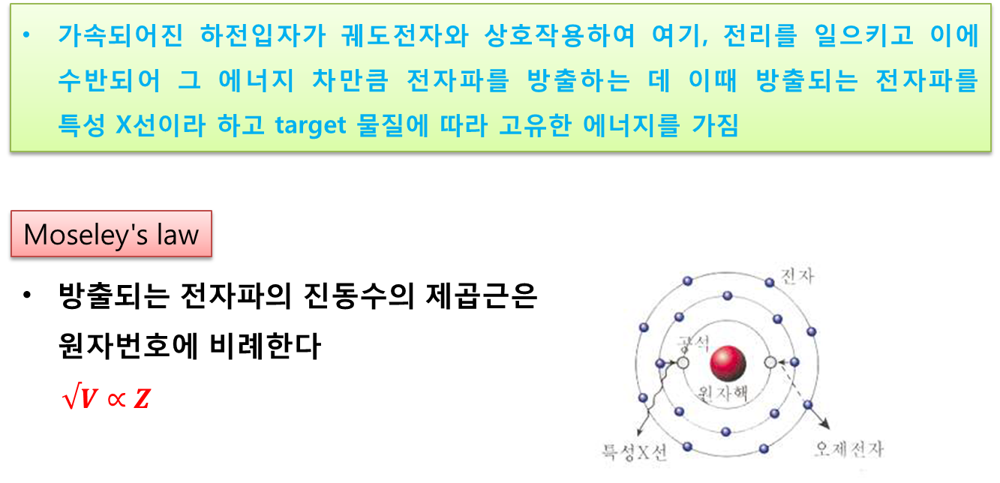 • 가속되어진 하전입자가 궤도전자와 상호작용하여 여기, 전리를 일으키고 이에
수반되어 그 에너지 차만큼 전자파를 방출하는 데 이때 방출되는 전자파를
특성 X선이라 하고 target 물질에 따라 고유한 에너지를 가짐
Moseley's law
• 방출되는 전자파의 진동수의 제곱근은
원자번호에 비례한다
√V ∝ Z
전자
공석
원자핵
특성X선
오제전자